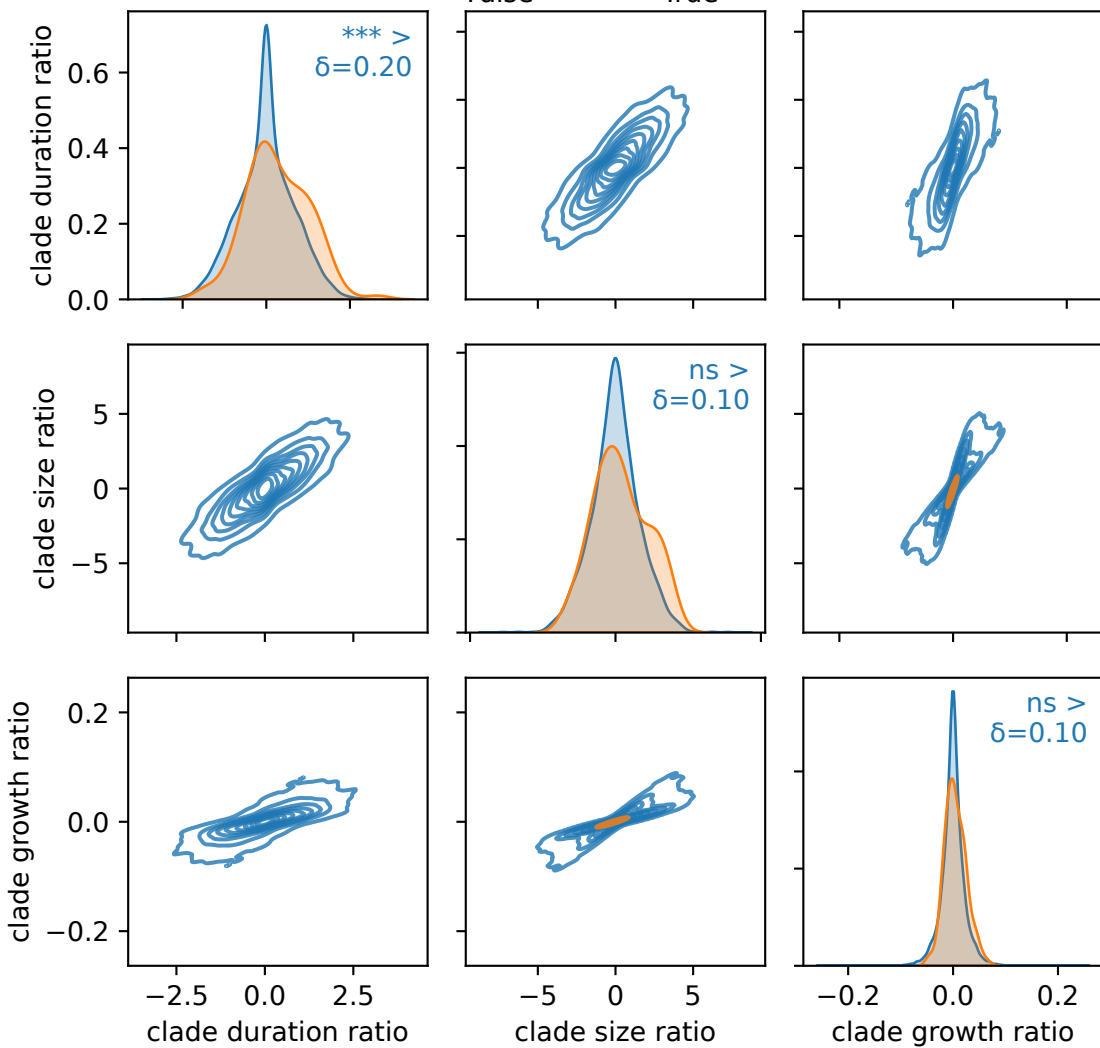 clade duration ratio
0.6
0.4
0.2
0.0
*** >
δ=0.20
clade size ratio
5
0
−5
ns >
δ=0.10
clade growth ratio
0.2
0.0
−0.2
ns >
δ=0.10
−2.5 0.0 2.5
−5 0 5
−0.2 0.0 0.2
clade duration ratio
clade size ratio
clade growth ratio